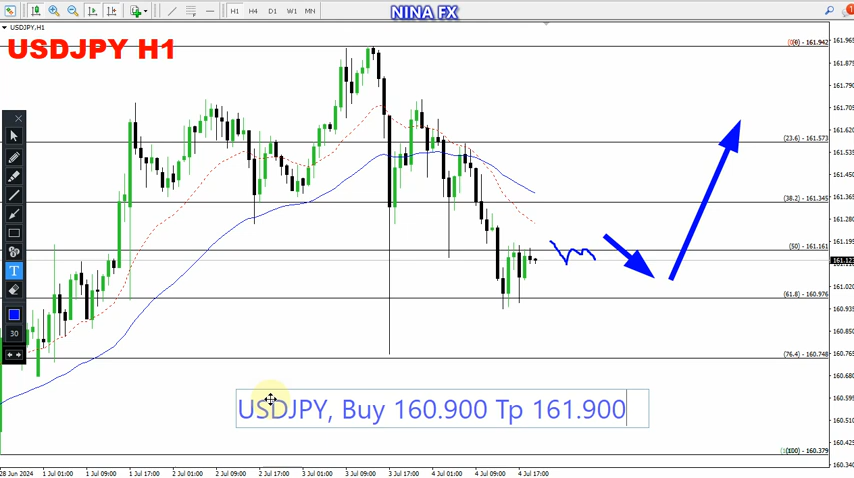 H1 H4 D1 W1 MN
NINA FX
USDJPY,H1
USDJPY H1
161.942
161.573
(23.6) - 161.573
(38.2) - 161.345
(50) - 161.161
(61.8) - 160.976
(76.4) - 160.748
(100) - 160.379
161.965
161.875
161.790
161.705
161.620
161.535
161.450
161.365
161.280
161.195
161.123
161.020
160.935
160.850
160.765
160.680
160.595
160.510
160.425
160.340
T
30
USDJPY, Buy 160.900 Tp 161.900
28 Jun 2024
1 Jul 01:00
1 Jul 09:00
1 Jul 17:00
2 Jul 01:00
2 Jul 09:00
2 Jul 17:00
3 Jul 01:00
3 Jul 09:00
3 Jul 17:00
4 Jul 01:00
4 Jul 09:00
4 Jul 17:00